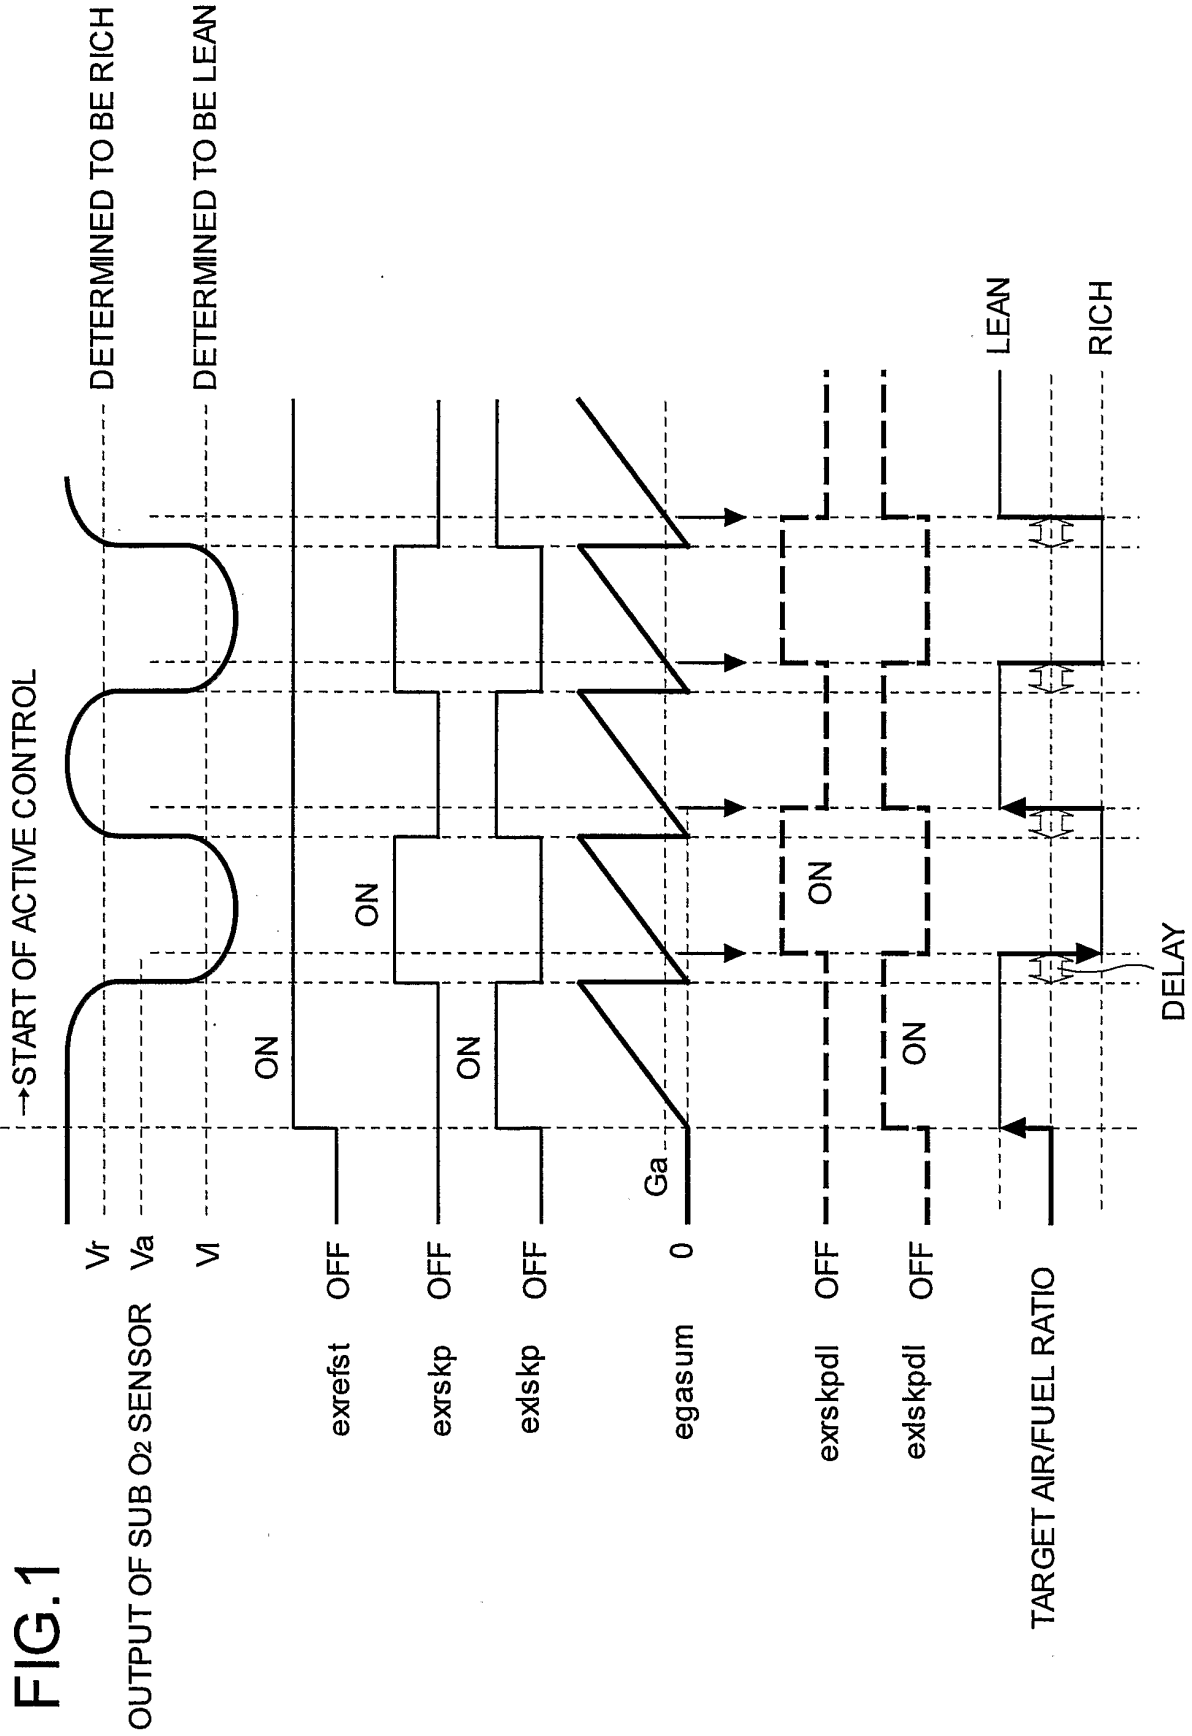 FIG.1
→START OF ACTIVE CONTROL
Vr
DETERMINED TO BE RICH
OUTPUT OF SUB O2 SENSOR
Va
Vl
DETERMINED TO BE LEAN
ON
exrefst OFF
ON
exrskp OFF
ON
exlskp OFF
Ga
egasum 0
ON
exrskpdl OFF
ON
exlskpdl OFF
LEAN
TARGET AIR/FUEL RATIO
RICH
DELAY